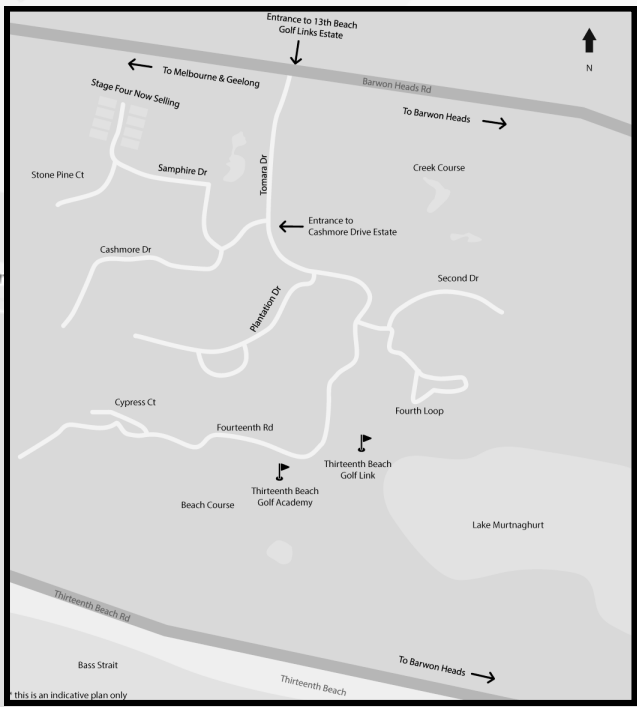 Entrance to 13th Beach
Golf Links Estate
N
To Melbourne & Geelong
Barwon Heads Rd
Stage Four Now Selling
To Barwon Heads
Stone Pine Ct
Samphire Dr
Tomara Dr
Creek Course
Entrance to
Cashmore Drive Estate
Cashmore Dr
Second Dr
Plantation Dr
Cypress Ct
Fourth Loop
Fourteenth Rd
Thirteenth Beach
Golf Link
Thirteenth Beach
Golf Academy
Beach Course
Lake Murtnaghurt
Thirteenth Beach Rd
Bass Strait
To Barwon Heads
Thirteenth Beach
* this is an indicative plan only